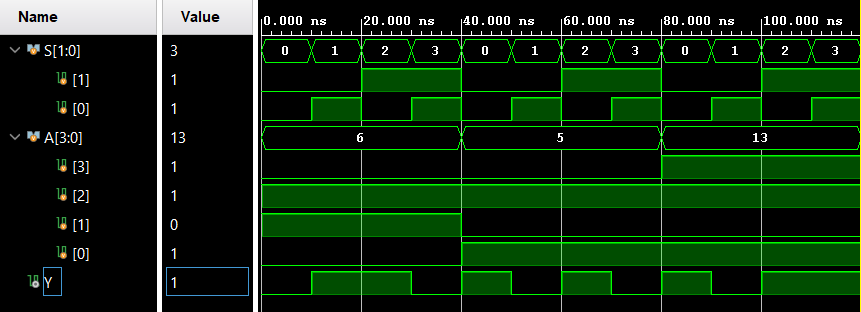 Name Value 0.000 ns 20.000 ns 40.000 ns 60.000 ns 80.000 ns 100.000 ns
S[1:0] 3 0 1 2 3 0 1 2 3 0 1 2 3
[1] 1
[0] 1
A[3:0] 13 6 5 13
[3] 1
[2] 1
[1] 0
[0] 1
Y 1